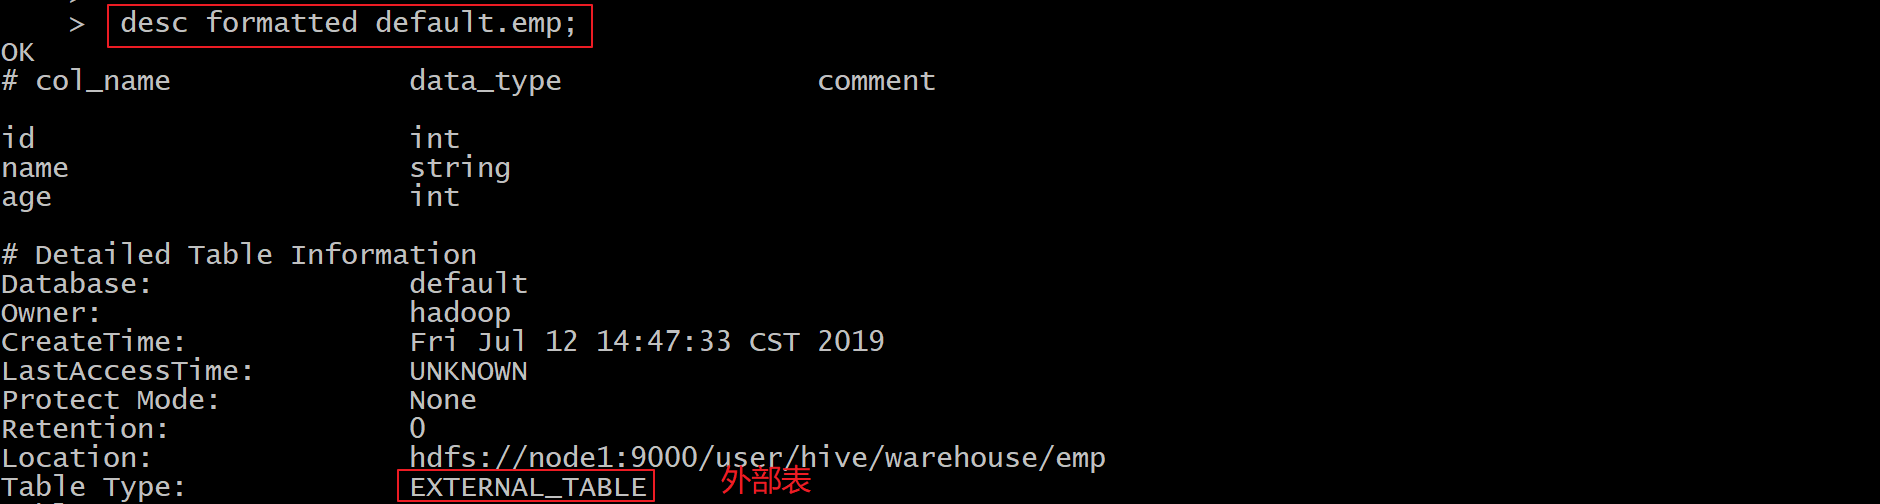 > desc formatted default.emp;
OK
# col_name data_type comment
id int
name string
age int
# Detailed Table Information
Database: default
Owner: hadoop
CreateTime: Fri Jul 12 14:47:33 CST 2019
LastAccessTime: UNKNOWN
Protect Mode: None
Retention: 0
Location: hdfs://node1:9000/user/hive/warehouse/emp
Table Type: EXTERNAL_TABLE 外部表